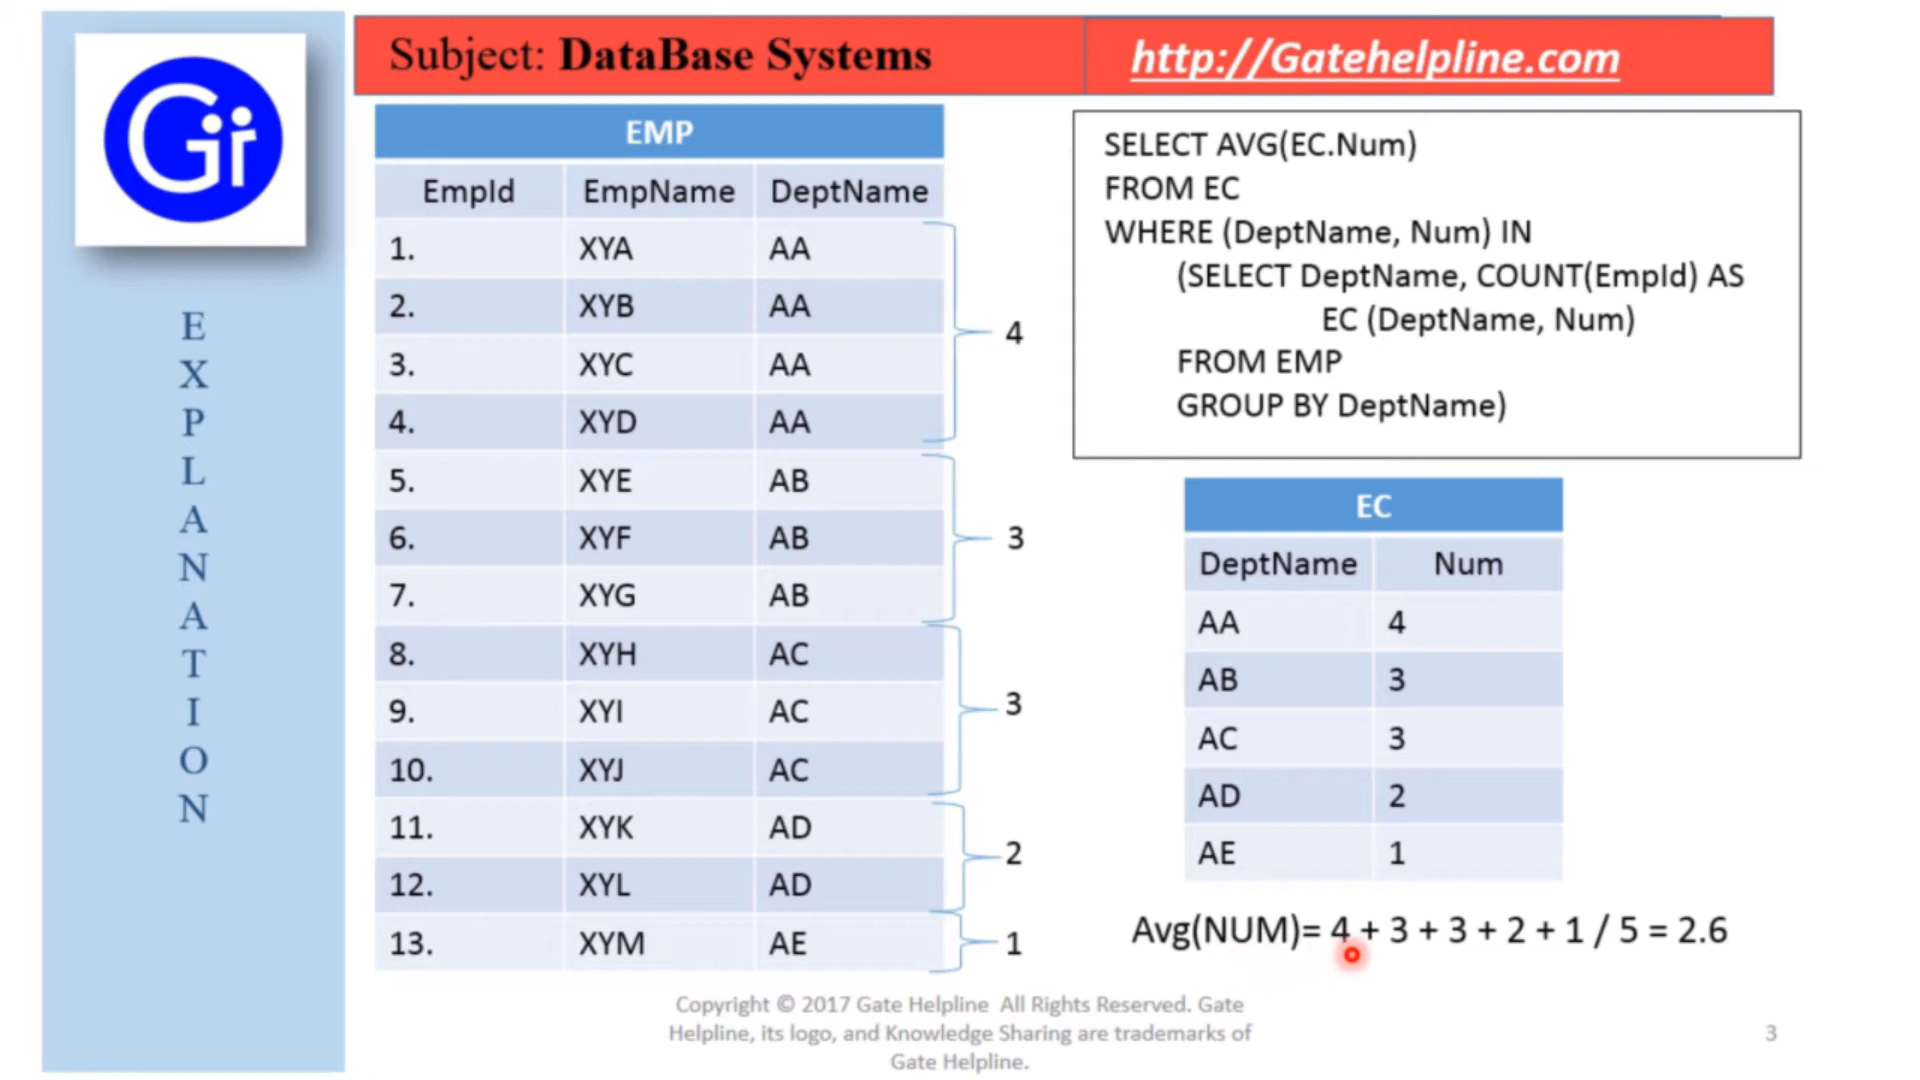 Subject: DataBase Systems
http://Gatehelpline.com
Gir
EXPLANATION
EMP
EmpId EmpName DeptName
1. XYA AA
2. XYB AA
3. XYC AA
4. XYD AA
5. XYE AB
6. XYF AB
7. XYG AB
8. XYH AC
9. XYI AC
10. XYJ AC
11. XYK AD
12. XYL AD
13. XYM AE
4
3
3
2
1
SELECT AVG(EC.Num)
FROM EC
WHERE (DeptName, Num) IN
(SELECT DeptName, COUNT(EmpId) AS
EC (DeptName, Num)
FROM EMP
GROUP BY DeptName)
EC
DeptName Num
AA 4
AB 3
AC 3
AD 2
AE 1
Avg(NUM)= 4 + 3 + 3 + 2 + 1 / 5 = 2.6
Copyright © 2017 Gate Helpline All Rights Reserved. Gate
Helpline, its logo, and Knowledge Sharing are trademarks of
Gate Helpline.
3